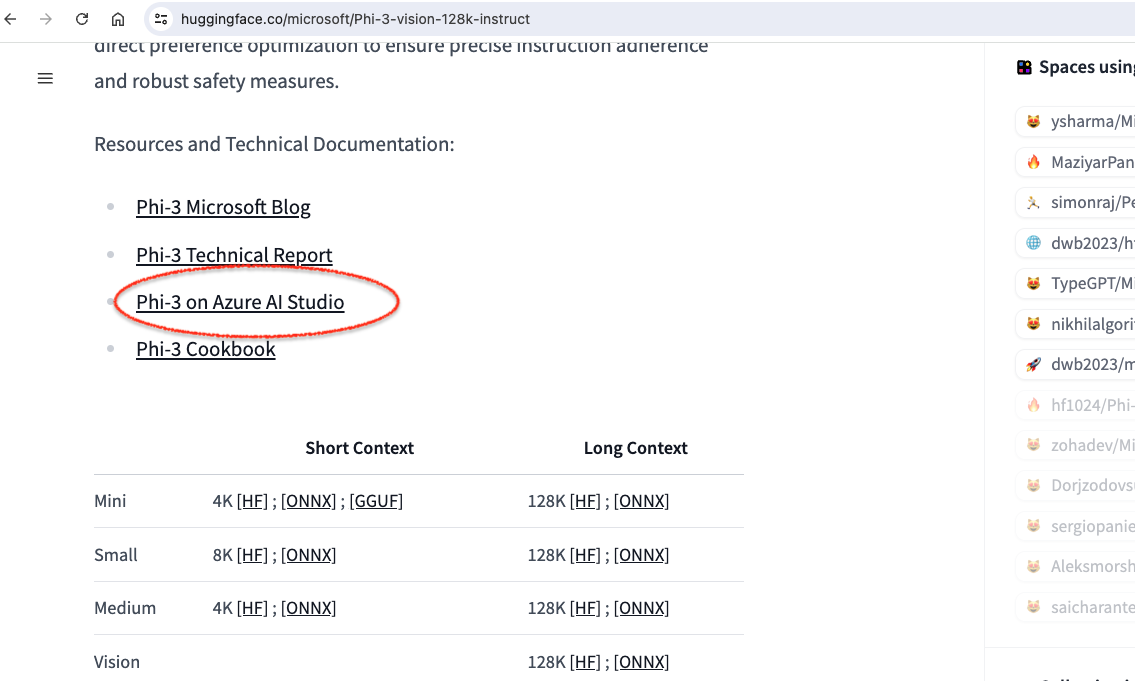 huggingface.co/microsoft/Phi-3-vision-128k-instruct
direct preference optimization to ensure precise instruction adherence
and robust safety measures.
Resources and Technical Documentation:
Phi-3 Microsoft Blog
Phi-3 Technical Report
Phi-3 on Azure AI Studio
Phi-3 Cookbook
Short Context Long Context
Mini 4K [HF] ; [ONNX] ; [GGUF] 128K [HF] ; [ONNX]
Small 8K [HF] ; [ONNX] 128K [HF] ; [ONNX]
Medium 4K [HF] ; [ONNX] 128K [HF] ; [ONNX]
Vision 128K [HF] ; [ONNX]
Spaces using
ysharma/Mi
MaziyarPan
simonraj/Pe
dwb2023/h
TypeGPT/Mi
nikhilalgori
dwb2023/m
hf1024/Phi-
zohadev/Mi
Dorjzodovs
sergiopanie
Aleksmorsh
saicharante